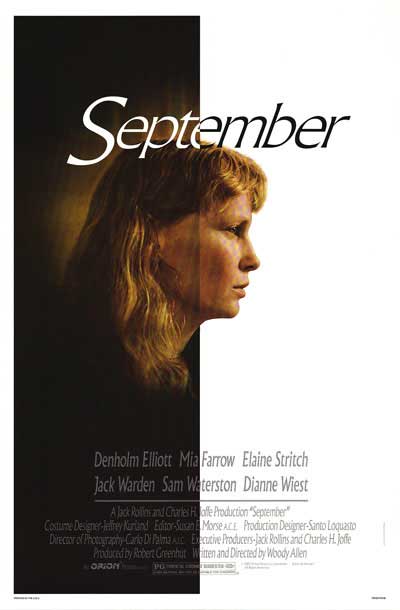 September
Denholm Elliott Mia Farrow Elaine Stritch
Jack Warden Sam Waterston Dianne Wiest
A Jack Rollins and Charles H. Joffe Production "September"
Costume Designer-Jeffrey Kurland Editor-Susan E. Morse A.C.E. Production Designer-Santo Loquasto
Director of Photography-Carlo Di Palma A.I.C. Executive Producers-Jack Rollins and Charles H. Joffe
Produced by Robert Greenhut Written and Directed by Woody Allen
An ORION PG